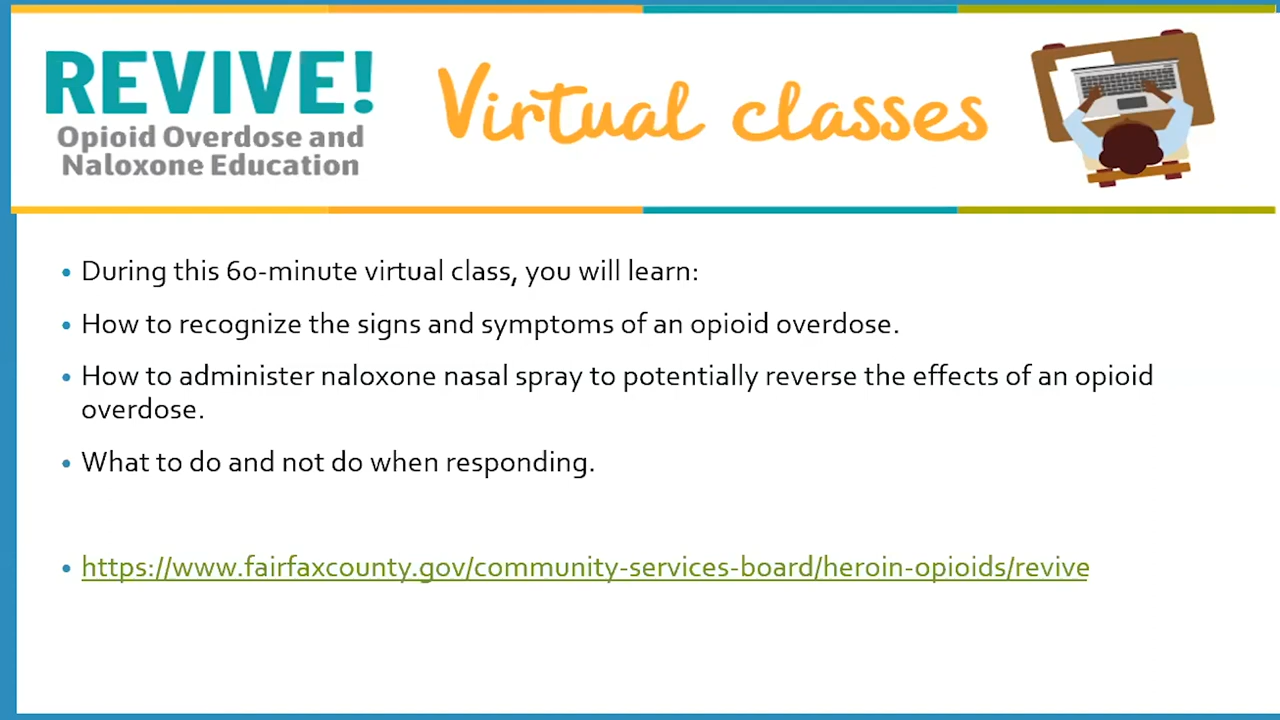 REVIVE!
Opioid Overdose and
Naloxone Education
Virtual classes
• During this 60-minute virtual class, you will learn:
• How to recognize the signs and symptoms of an opioid overdose.
• How to administer naloxone nasal spray to potentially reverse the effects of an opioid
overdose.
• What to do and not do when responding.
• https://www.fairfaxcounty.gov/community-services-board/heroin-opioids/revive